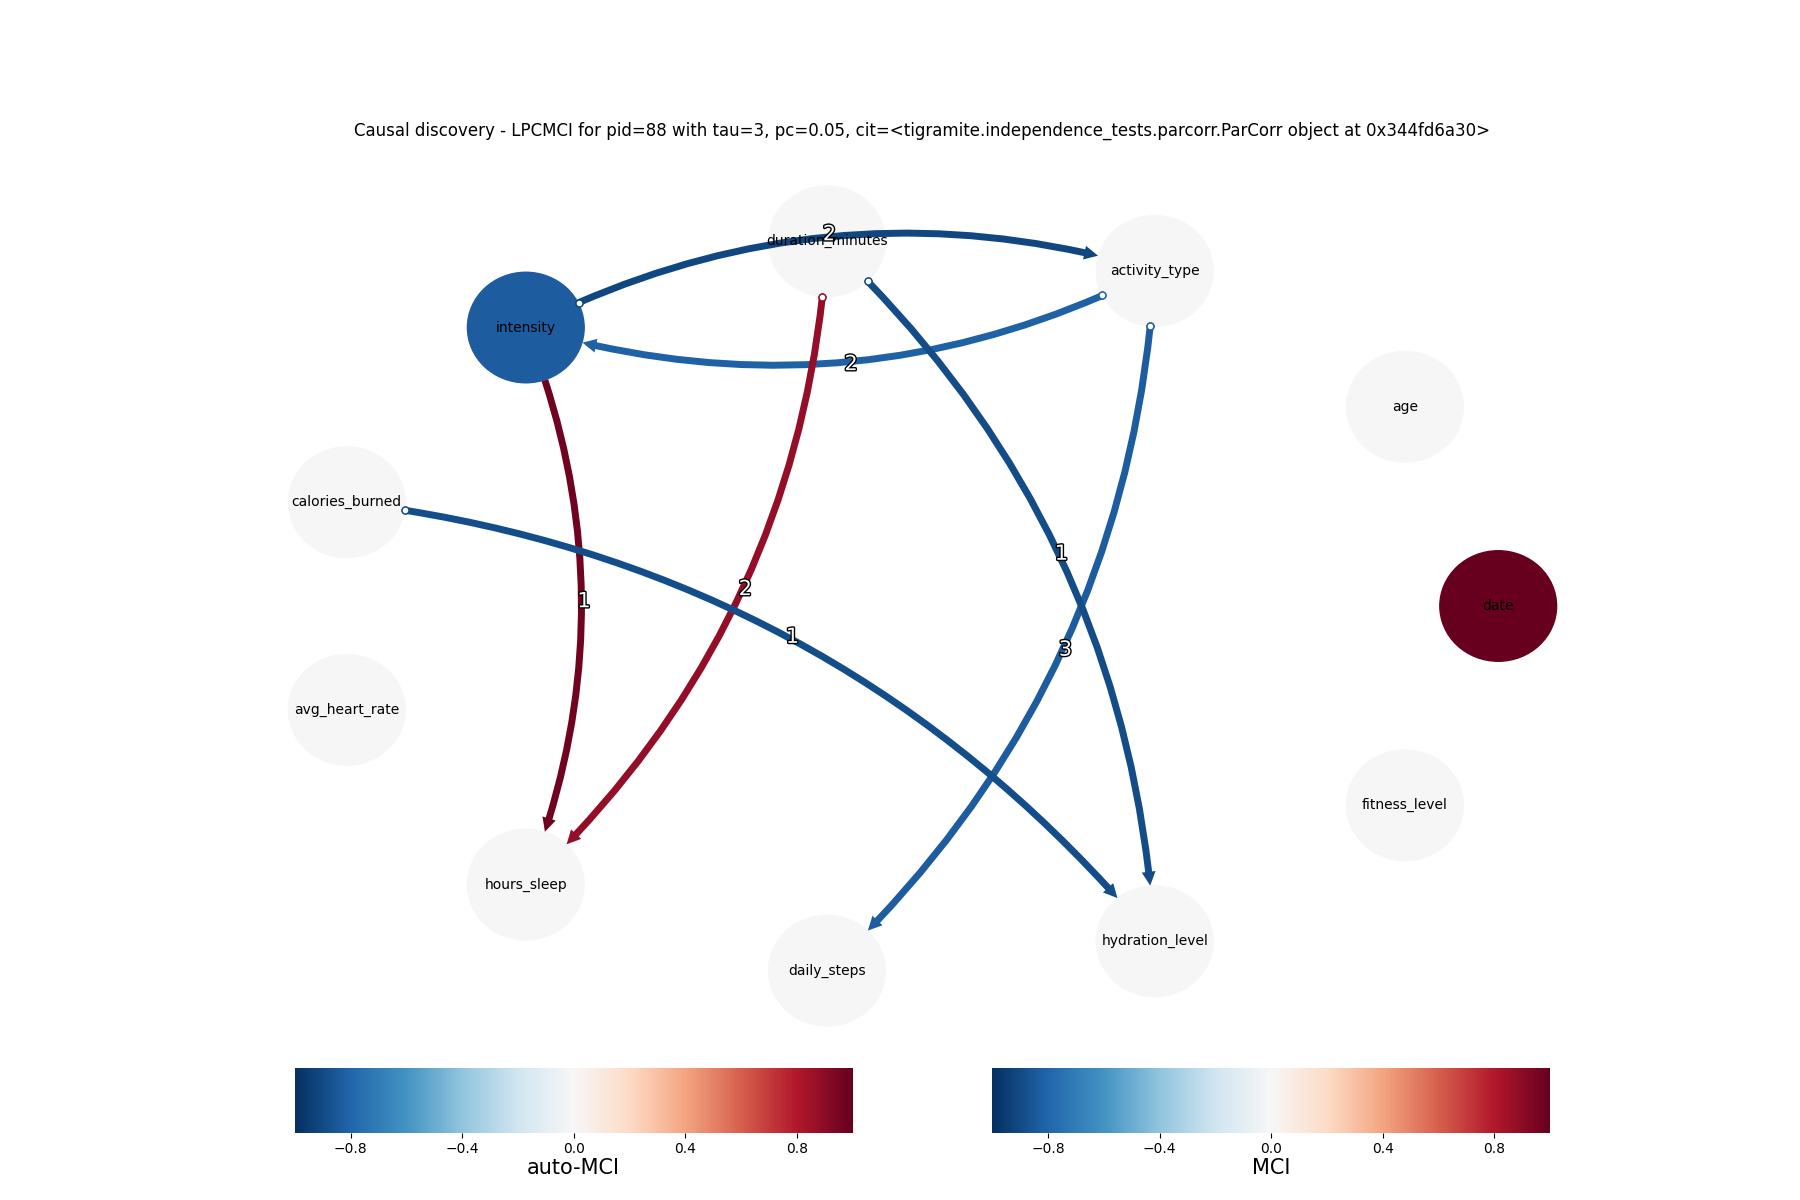 Causal discovery - LPCMCI for pid=88 with tau=3, pc=0.05, cit=<tigramite.independence_tests.parcorr.ParCorr object at 0x344fd6a30>
2
duration_minutes
activity_type
intensity
2
age
calories_burned
1
2
1
1
date
3
avg_heart_rate
fitness_level
hours_sleep
hydration_level
daily_steps
−0.8 −0.4 0.0 0.4 0.8
auto-MCI
−0.8 −0.4 0.0 0.4 0.8
MCI